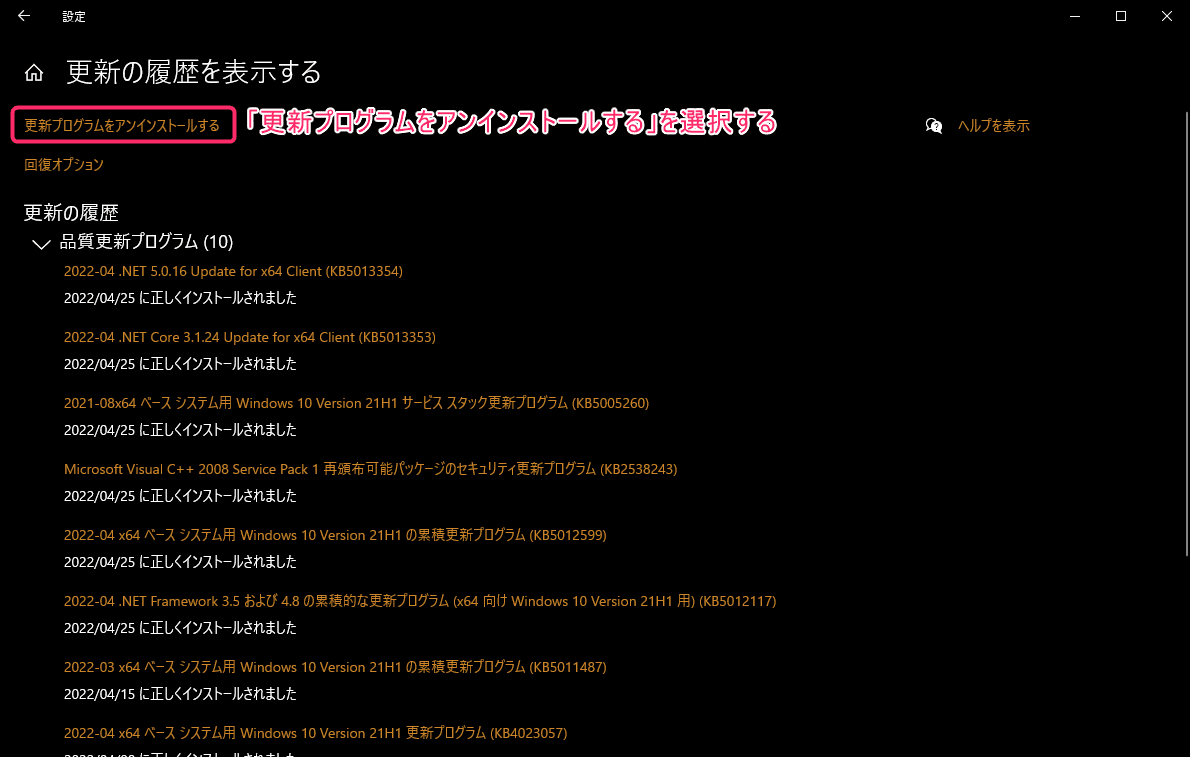 設定
更新の履歴を表示する
更新プログラムをアンインストールする
「更新プログラムをアンインストールする」を選択する
ヘルプを表示
回復オプション
更新の履歴
品質更新プログラム (10)
2022-04 .NET 5.0.16 Update for x64 Client (KB5013354)
2022/04/25 に正しくインストールされました
2022-04 .NET Core 3.1.24 Update for x64 Client (KB5013353)
2022/04/25 に正しくインストールされました
2021-08x64 ベース システム用 Windows 10 Version 21H1 サービス スタック更新プログラム (KB5005260)
2022/04/25 に正しくインストールされました
Microsoft Visual C++ 2008 Service Pack 1 再頒布可能パッケージのセキュリティ更新プログラム (KB2538243)
2022/04/25 に正しくインストールされました
2022-04 x64 ベース システム用 Windows 10 Version 21H1 の累積更新プログラム (KB5012599)
2022/04/25 に正しくインストールされました
2022-04 .NET Framework 3.5 および 4.8 の累積的な更新プログラム (x64 向け Windows 10 Version 21H1 用) (KB5012117)
2022/04/25 に正しくインストールされました
2022-03 x64 ベース システム用 Windows 10 Version 21H1 の累積更新プログラム (KB5011487)
2022/04/15 に正しくインストールされました
2022-04 x64 ベース システム用 Windows 10 Version 21H1 更新プログラム (KB4023057)